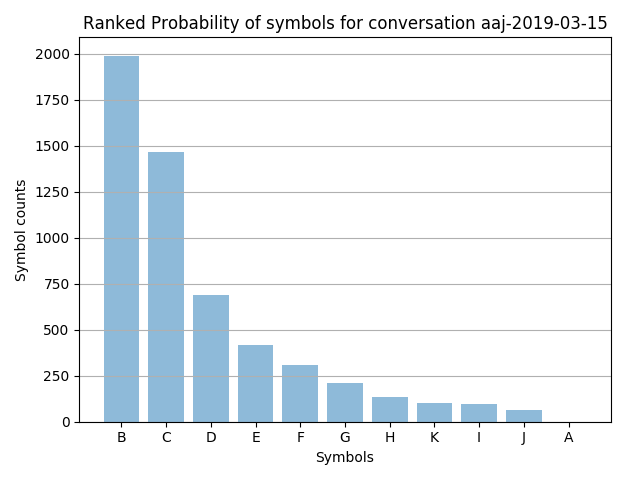 Ranked Probability of symbols for conversation aaj-2019-03-15
2000
1750
1500
1250
1000
750
500
250
0
Symbol counts
B C D E F G H K I J A
Symbols